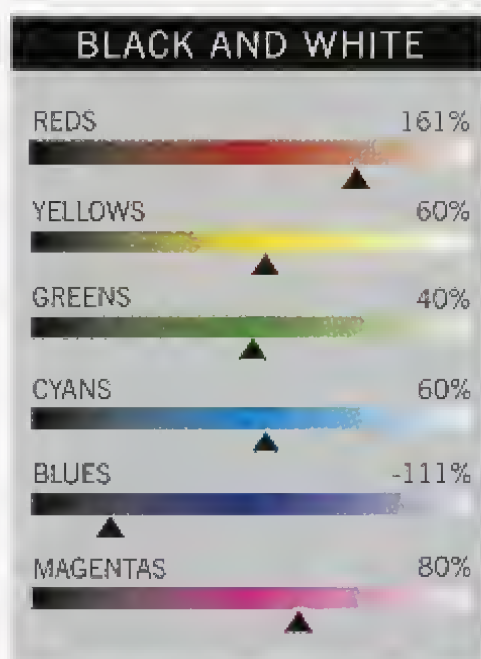 BLACK AND WHITE
REDS 161%
YELLOWS 60%
GREENS 40%
CYANS 60%
BLUES -111%
MAGENTAS 80%